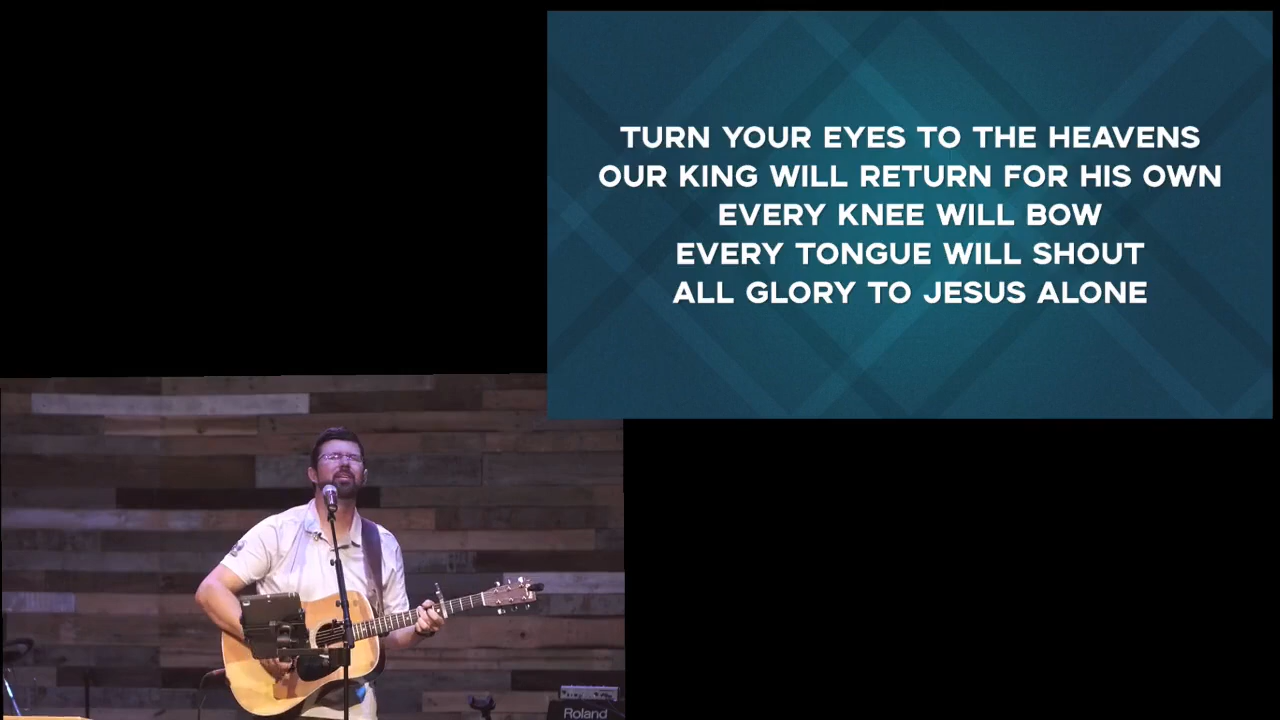 TURN YOUR EYES TO THE HEAVENS
OUR KING WILL RETURN FOR HIS OWN
EVERY KNEE WILL BOW
EVERY TONGUE WILL SHOUT
ALL GLORY TO JESUS ALONE
Roland